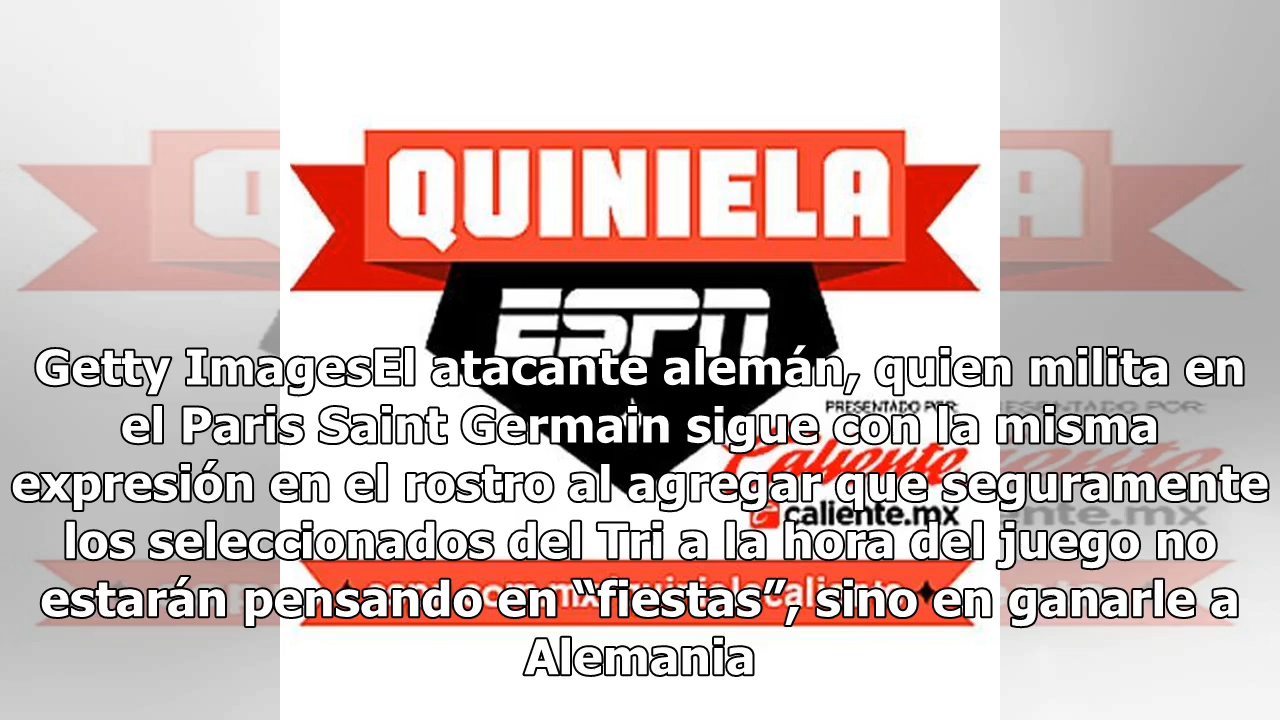 QUINIELA
ESPN
Getty ImagesEl atacante alemán, quien milita en
el Paris Saint Germain sigue con la misma
expresión en el rostro al agregar que seguramente
los seleccionados del Tri a la hora del juego no
estarán pensando en “fiestas”, sino en ganarle a
Alemania
PRESENTADO POR:
Caliente
caliente.mx